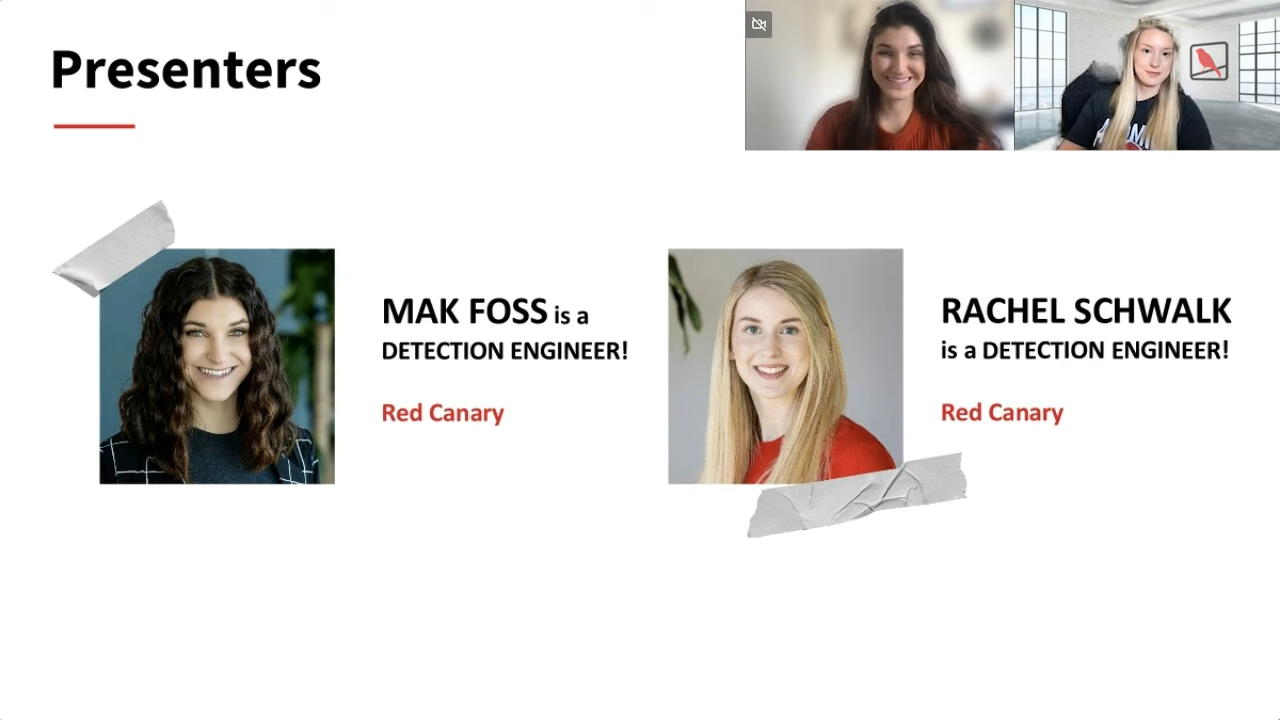 Presenters
MAK FOSS is a
DETECTION ENGINEER!
Red Canary
RACHEL SCHWALK
is a DETECTION ENGINEER!
Red Canary